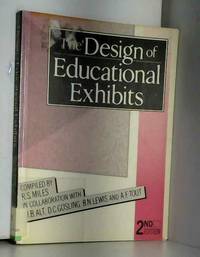 The Design of
Educational
Exhibits
COMPILED BY
R.S. MILES
IN COLLABORATION WITH
M.B. ALT, D.C. GOSLING, B.N. LEWIS, AND A.F. TOUT
2ND
EDITION